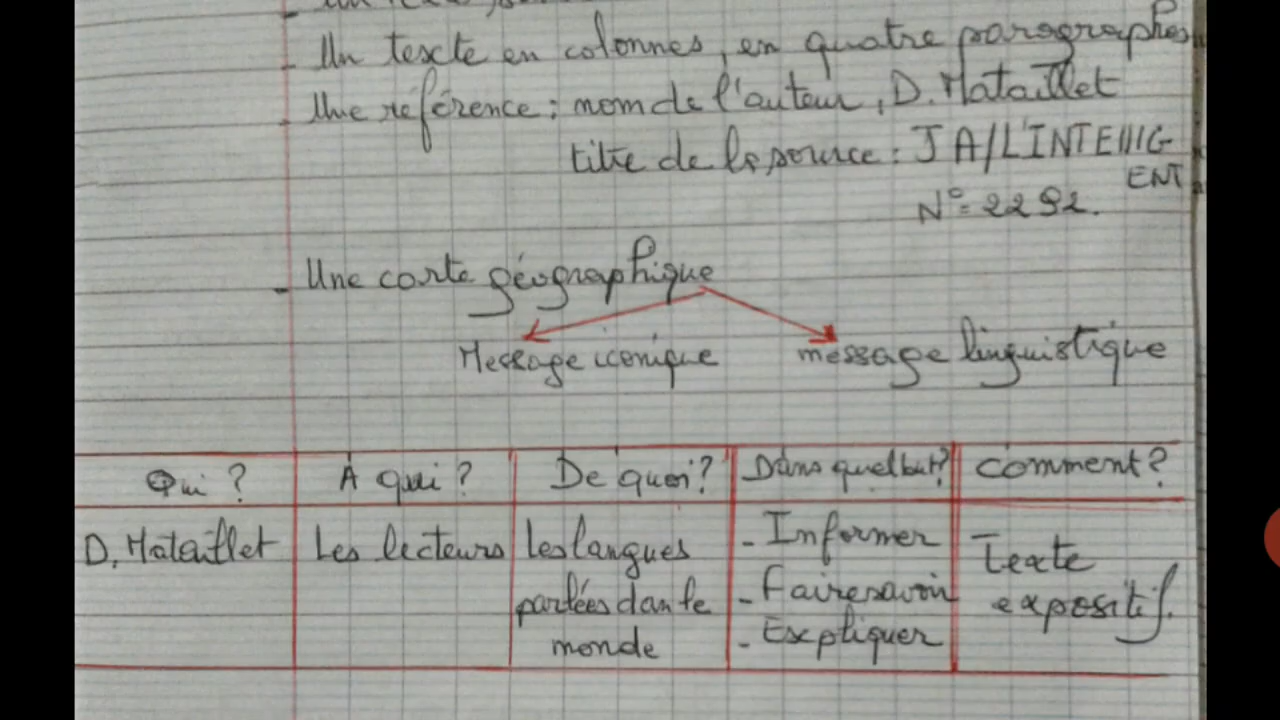 - Un texcte en colonnes, en quatre paragraphes
- Une référence : nom de l'auteur, D. Mataillet
titre de la source : JA/L'INTEllIG
ENT
N°= 2292.
- Une carte géographique
Message iconique message linguistique
Qui ? A qui ? De quoi? Dans quel but? Comment?
D. Mataillet Les lecteurs les langues - Informer Texte
parlées dans le - Faire savoir expositif.
monde - Expliquer